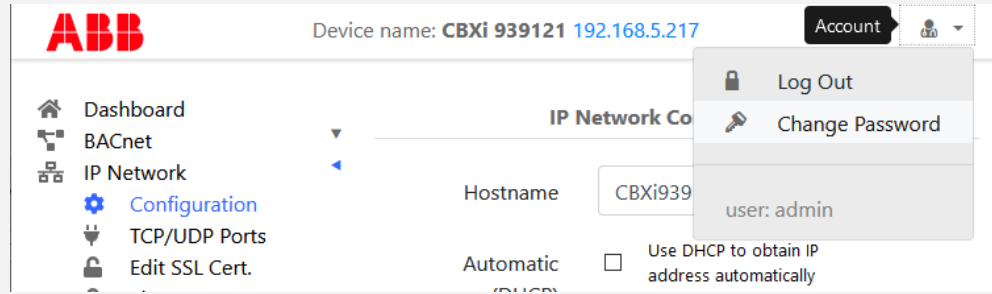 ABB
Device name: CBXi 939121 192.168.5.217
Account
Log Out
Change Password
user: admin
Dashboard
BACnet
IP Network
Configuration
TCP/UDP Ports
Edit SSL Cert.
IP Network Co
Hostname
CBXi939
Automatic
(DHCP)
Use DHCP to obtain IP
address automatically